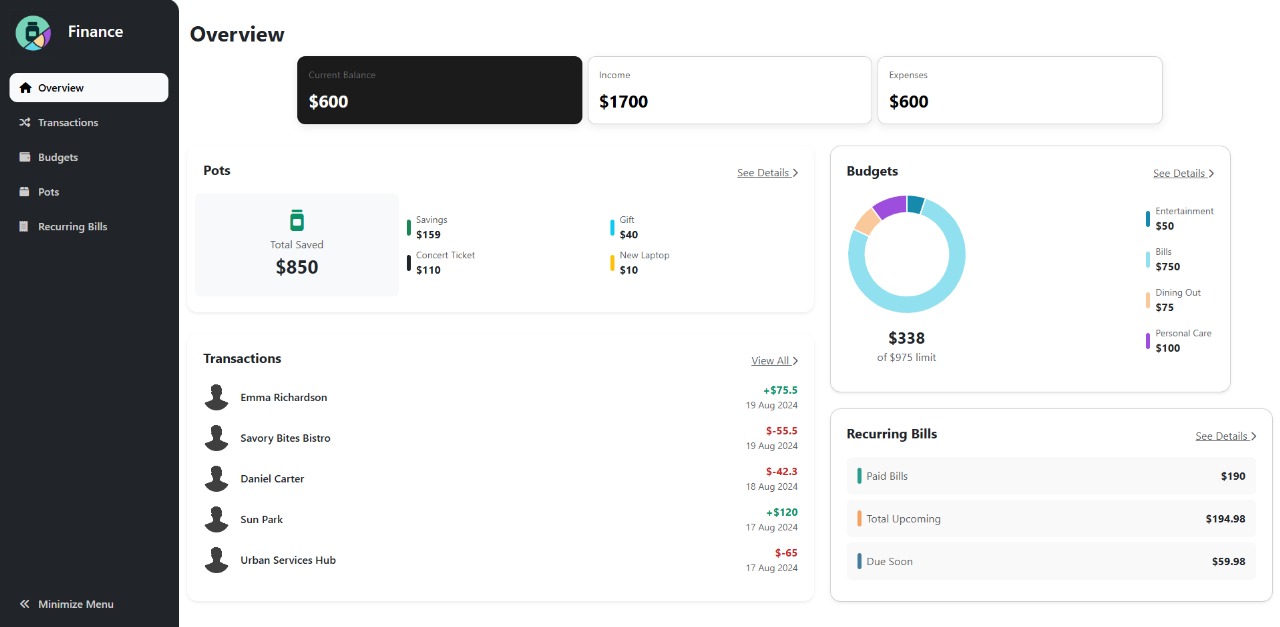 Finance
Overview
Transactions
Budgets
Pots
Recurring Bills
Minimize Menu
Overview
Current Balance
$600
Income
$1700
Expenses
$600
Pots
See Details
Total Saved
$850
Savings
$159
Gift
$40
Concert Ticket
$110
New Laptop
$10
Transactions
View All
Emma Richardson
+$75.5
19 Aug 2024
Savory Bites Bistro
$-55.5
19 Aug 2024
Daniel Carter
$-42.3
18 Aug 2024
Sun Park
+$120
17 Aug 2024
Urban Services Hub
$-65
17 Aug 2024
Budgets
See Details
$338
of $975 limit
Entertainment
$50
Bills
$750
Dining Out
$75
Personal Care
$100
Recurring Bills
See Details
Paid Bills
$190
Total Upcoming
$194.98
Due Soon
$59.98